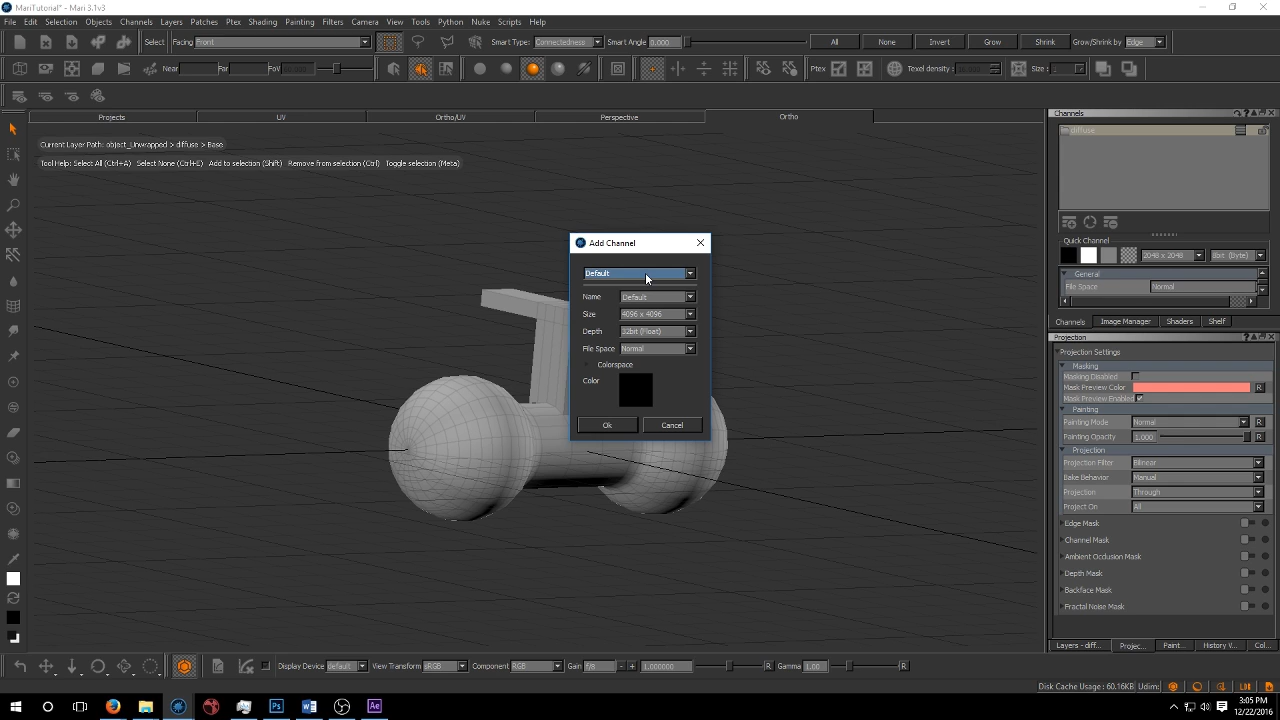 MariTutorial* - Mari 3.1v3
File Edit Selection Objects Channels Layers Patches Ptex Shading Painting Filters Camera View Tools Python Nuke Scripts Help
Select Facing Front Smart Type: Connectedness Smart Angle 0.000 All None Invert Grow Shrink Grow/Shrink by Edge
Near Far FoV Ptex Texel density: Size :
Projects UV Ortho/UV Perspective Ortho
Current Layer Path: object_Unwrapped > diffuse > Base
Tool Help: Select All (Ctrl+A) Select None (Ctrl+E) Add to selection (Shift) Remove from selection (Ctrl) Toggle selection (Meta)
Add Channel
Default
Name Default
Size 4096 x 4096
Depth 32bit (Float)
File Space Normal
Colorspace
Color
Ok Cancel
Channels
diffuse
Quick Channel
2048 x 2048 8bit (Byte)
General
File Space Normal
Channels Image Manager Shaders Shelf
Projection
Projection Settings
Masking
Masking Disabled
Mask Preview Color R
Mask Preview Enabled
Painting
Painting Mode Normal R
Painting Opacity 1.000 R
Projection
Projection Filter Bilinear
Bake Behavior Manual
Projection Through
Project On All
Edge Mask
Channel Mask
Ambient Occlusion Mask
Depth Mask
Backface Mask
Fractal Noise Mask
Layers - diff... Projec... Paint... History V... Col...
Display Device default View Transform sRGB Component RGB Gain f/8 - + 1.000000 R Gamma 1.00 R
Disk Cache Usage : 60.16KB Udim:
3:05 PM
12/22/2016